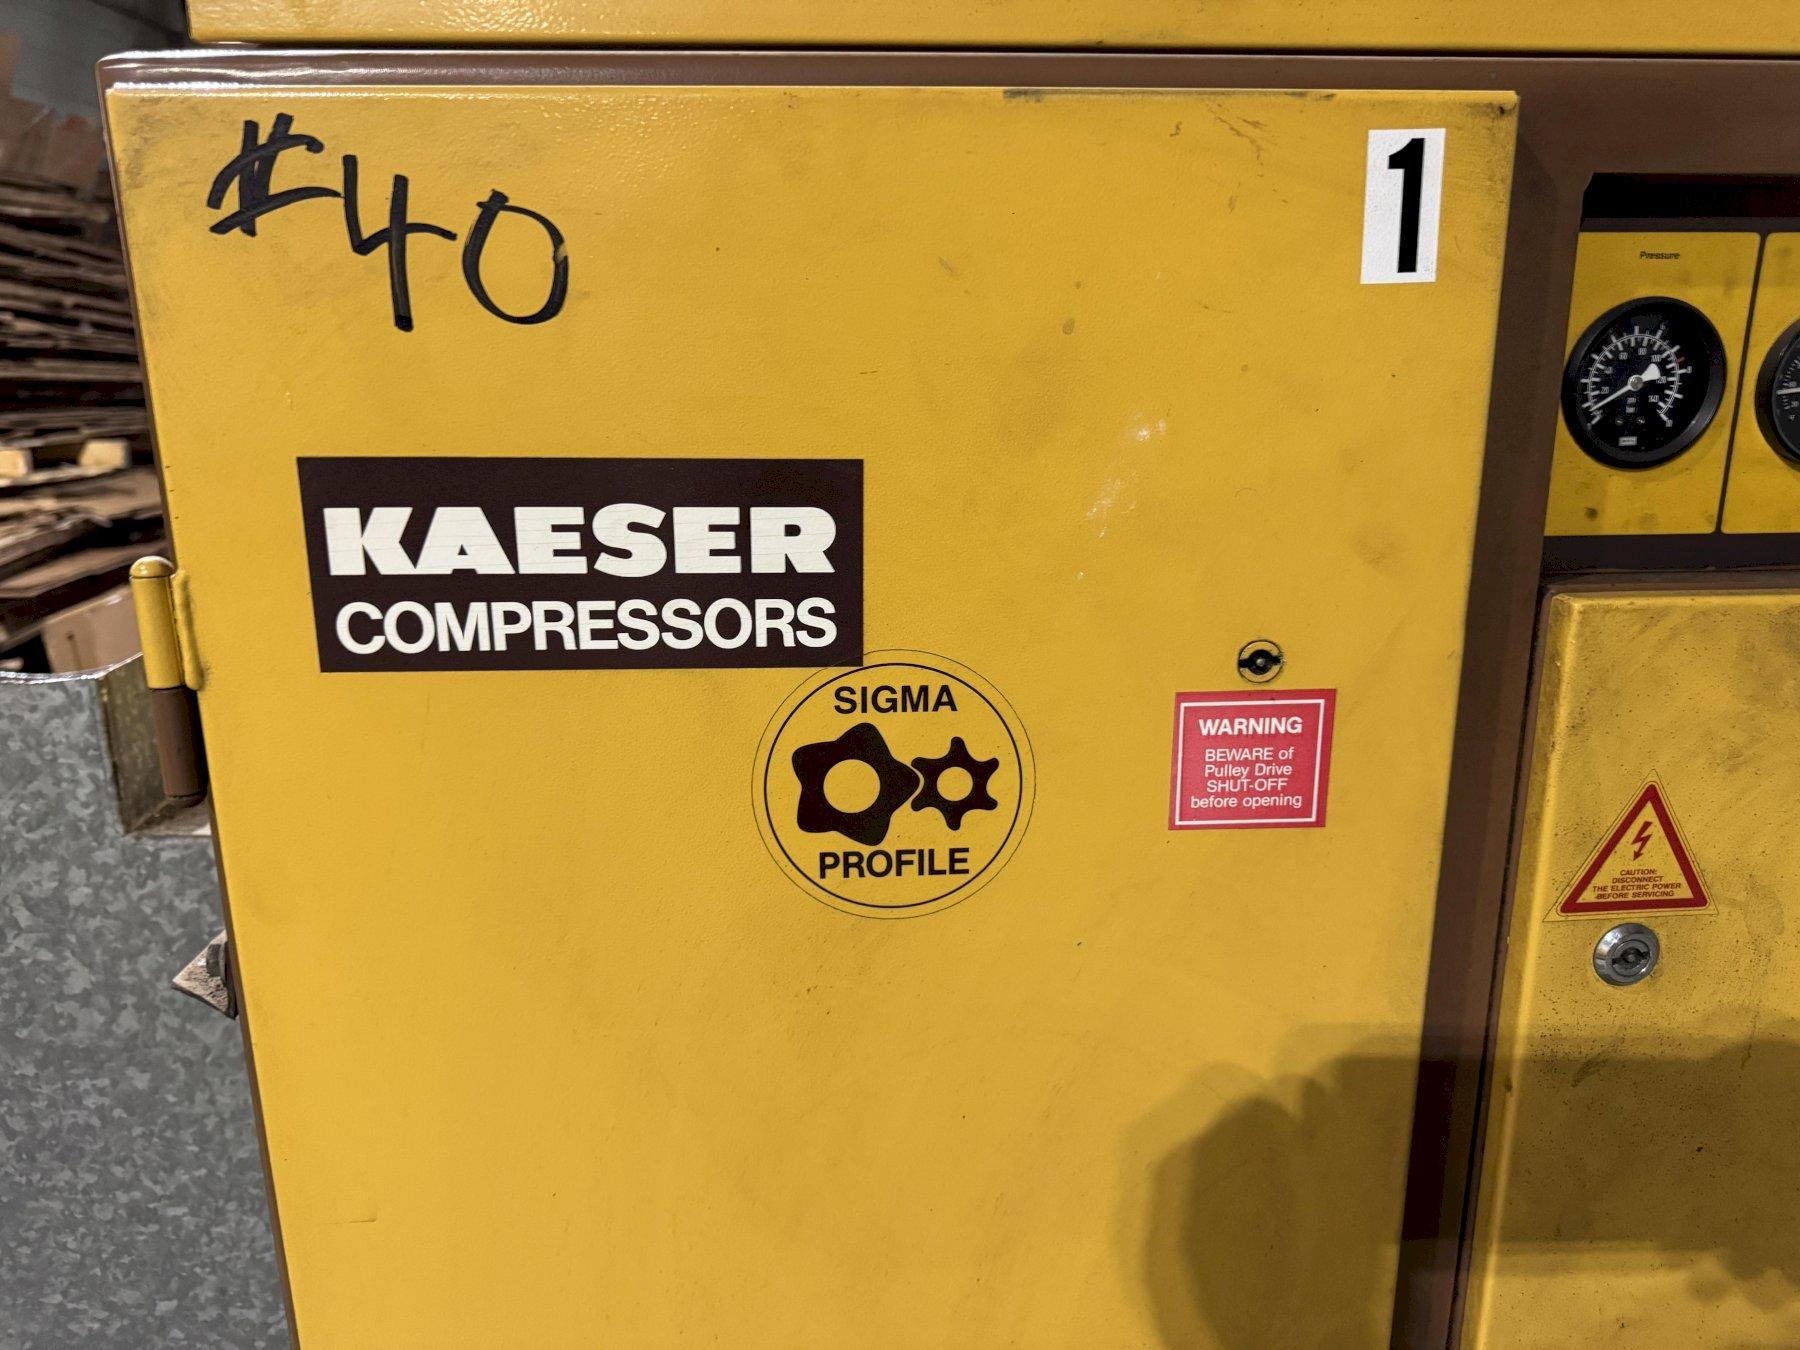 #40
1
Pressure
KAESER
COMPRESSORS
SIGMA
PROFILE
WARNING
BEWARE of
Pulley Drive
SHUT-OFF
before opening
CAUTION:
DISCONNECT
THE ELECTRIC POWER
BEFORE SERVICING